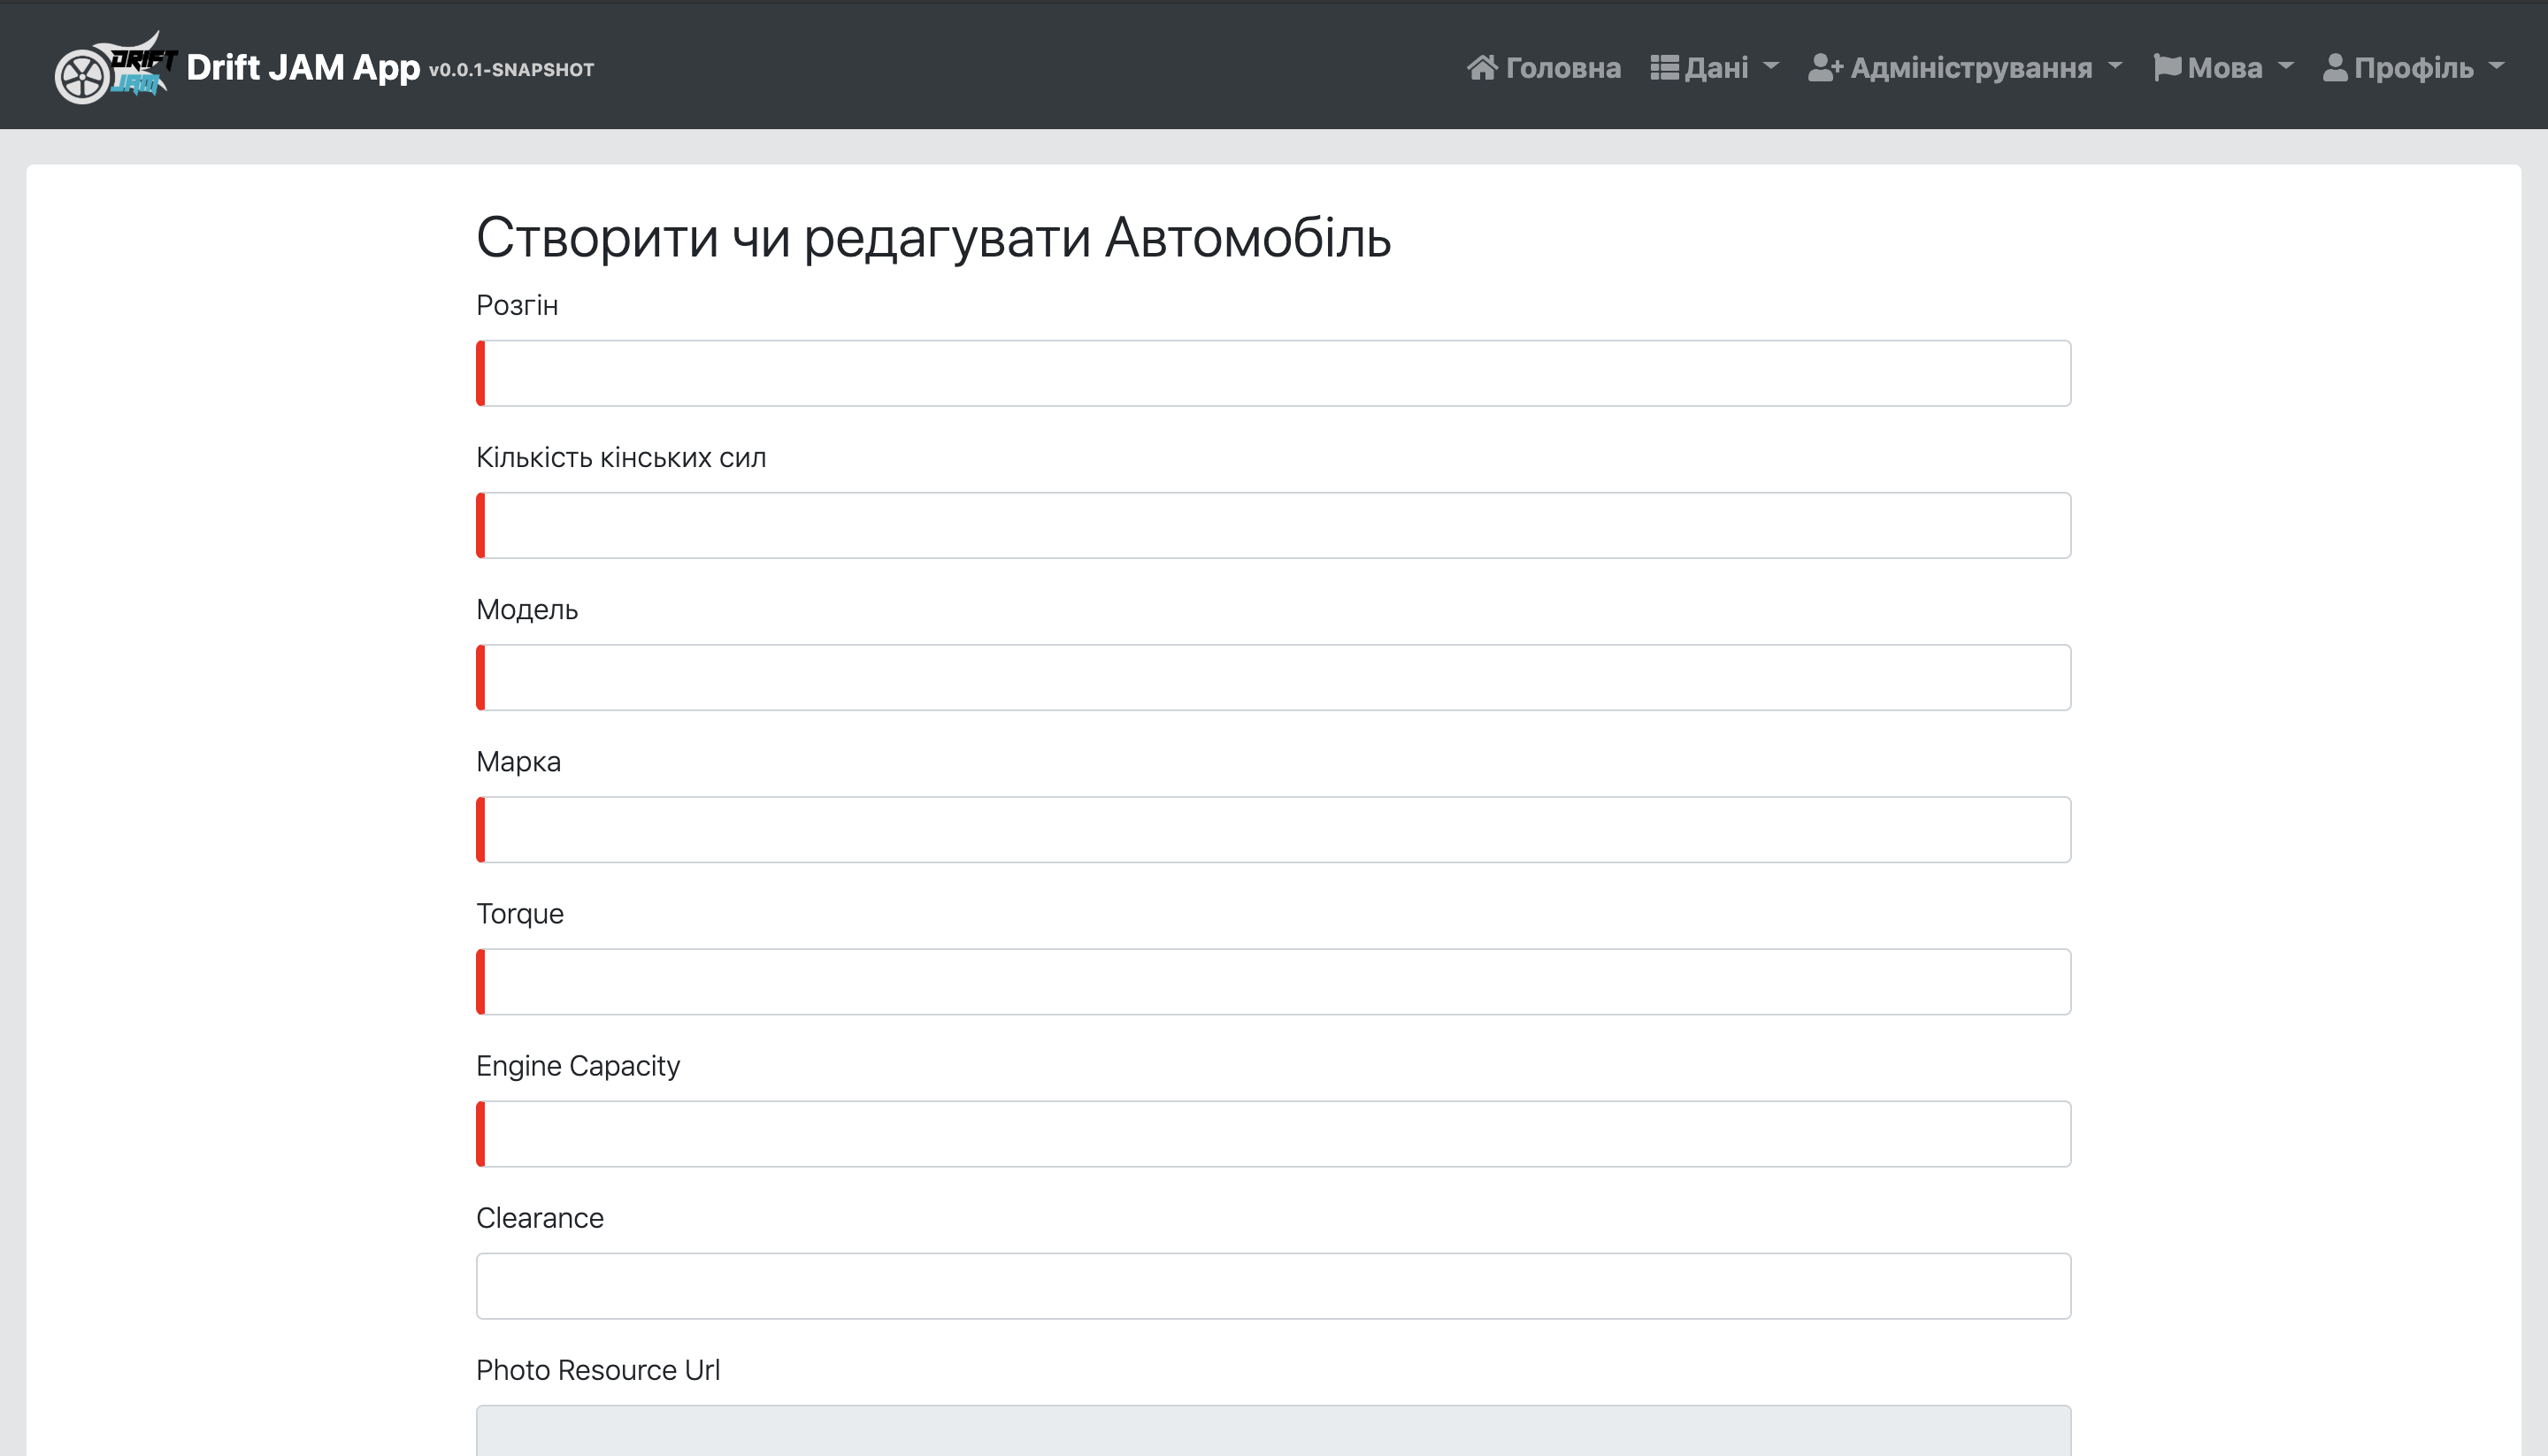 DRIFT
JAM
Drift JAM App v0.0.1-SNAPSHOT
Головна Дані Адміністрування Мова Профіль
Створити чи редагувати Автомобіль
Розгін
Кількість кінських сил
Модель
Марка
Torque
Engine Capacity
Clearance
Photo Resource Url